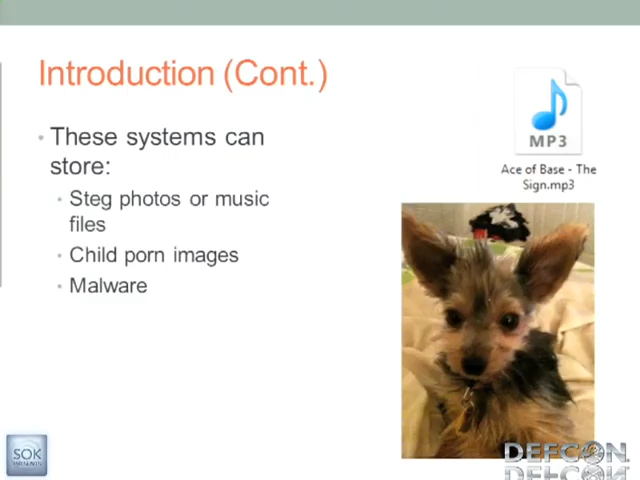 Introduction (Cont.)
• These systems can
store:
• Steg photos or music
files
• Child porn images
• Malware
MP3
Ace of Base - The
Sign.mp3
SOK
DEFCON